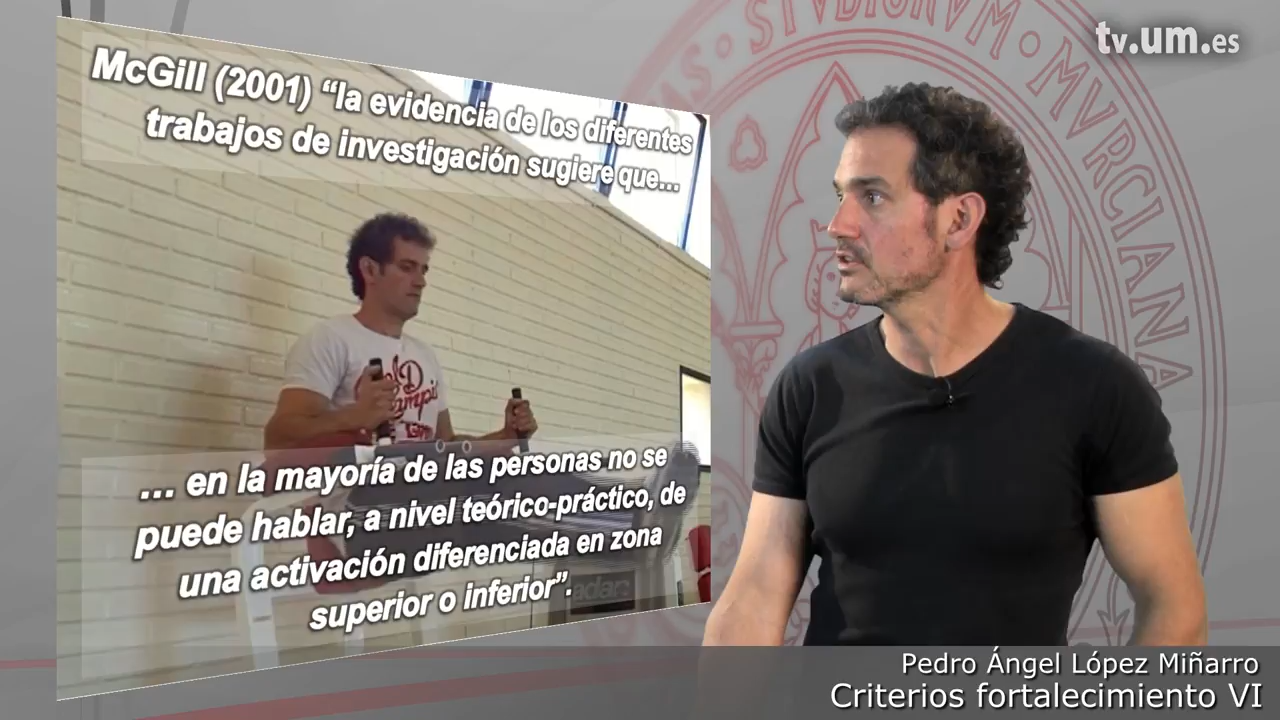 tv.um.es
STVDIORVM
MVRCIANA
McGill (2001) “la evidencia de los diferentes
trabajos de investigación sugiere que...
... en la mayoría de las personas no se
puede hablar, a nivel teórico-práctico, de
una activación diferenciada en zona
superior o inferior”.
Pedro Ángel López Miñarro
Criterios fortalecimiento VI